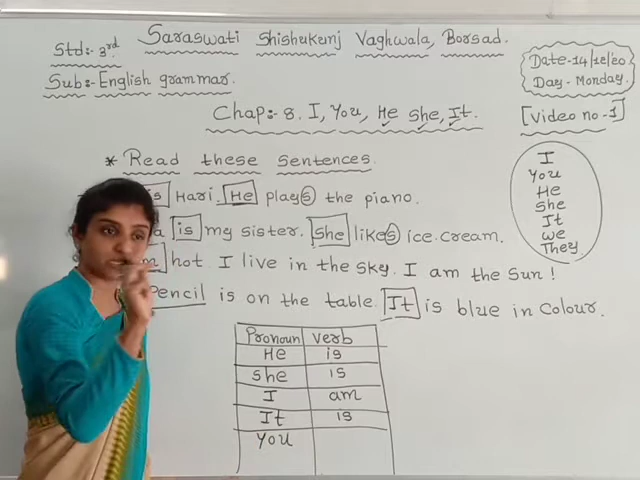 Std:- 3rd
Saraswati Shishukunj Vaghwala, Borsad.
Sub:- English grammar.
Date-14/12/20
Day- Monday.
Chap:- 8. I, You, He She, It.
[Video no-1]
* Read these sentences.
is Hari. He plays the piano.
is my sister. She likes ice.cream.
hot. I live in the sky. I am the Sun!
Pencil is on the table. It is blue in Colour.
I
You
He
She
It
we
They
Pronoun verb
He is
She is
I am
It is
You